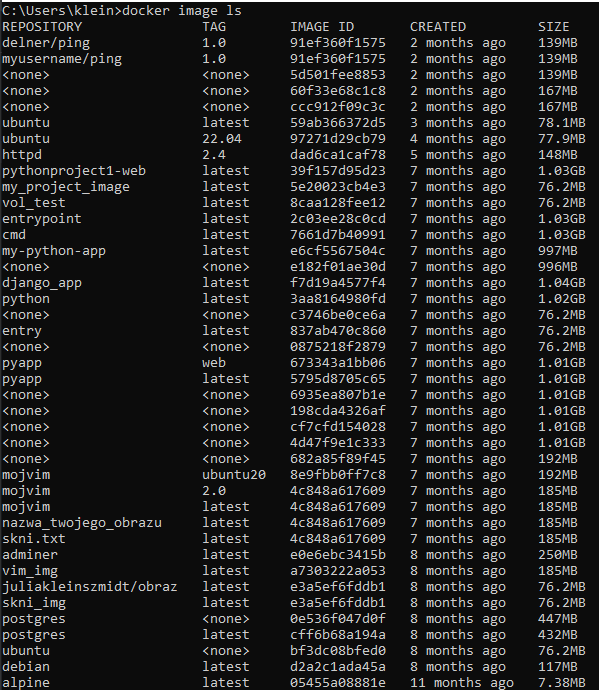 C:\Users\klein>docker image ls
REPOSITORY TAG IMAGE ID CREATED SIZE
delner/ping 1.0 91ef360f1575 2 months ago 139MB
myusername/ping 1.0 91ef360f1575 2 months ago 139MB
<none> <none> 5d501fee8853 2 months ago 139MB
<none> <none> 60f33e68c1c8 2 months ago 167MB
<none> <none> ccc912f09c3c 2 months ago 167MB
ubuntu latest 59ab366372d5 3 months ago 78.1MB
ubuntu 22.04 97271d29cb79 4 months ago 77.9MB
httpd 2.4 dad6ca1caf78 5 months ago 148MB
pythonproject1-web latest 39f157d95d23 7 months ago 1.03GB
my_project_image latest 5e20023cb4e3 7 months ago 76.2MB
vol_test latest 8caa128fee12 7 months ago 76.2MB
entrypoint latest 2c03ee28c0cd 7 months ago 1.03GB
cmd latest 7661d7b40991 7 months ago 1.03GB
my-python-app latest e6cf5567504c 7 months ago 997MB
<none> <none> e182f01ae30d 7 months ago 996MB
django_app latest f7d19a4577f4 7 months ago 1.04GB
python latest 3aa8164980fd 7 months ago 1.02GB
<none> <none> c3746be0ce6a 7 months ago 76.2MB
entry latest 837ab470c860 7 months ago 76.2MB
<none> <none> 0875218f2879 7 months ago 76.2MB
pyapp web 673343a1bb06 7 months ago 1.01GB
pyapp latest 5795d8705c65 7 months ago 1.01GB
<none> <none> 6935ea807b1e 7 months ago 1.01GB
<none> <none> 198cda4326af 7 months ago 1.01GB
<none> <none> cf7cfd154028 7 months ago 1.01GB
<none> <none> 4d47f9e1c333 7 months ago 1.01GB
<none> <none> 682a85f89f45 7 months ago 192MB
mojvim ubuntu20 8e9fbb0ff7c8 7 months ago 192MB
mojvim 2.0 4c848a617609 7 months ago 185MB
mojvim latest 4c848a617609 7 months ago 185MB
nazwa_twojego_obrazu latest 4c848a617609 7 months ago 185MB
skni.txt latest 4c848a617609 7 months ago 185MB
adminer latest e0e6ebc3415b 8 months ago 250MB
vim_img latest a7303222a053 8 months ago 185MB
juliakleinszmidt/obraz latest e3a5ef6fddb1 8 months ago 76.2MB
skni_img latest e3a5ef6fddb1 8 months ago 76.2MB
postgres <none> 0e536f047d0f 8 months ago 447MB
postgres latest cff6b68a194a 8 months ago 432MB
ubuntu <none> bf3dc08bfed0 8 months ago 76.2MB
debian latest d2a2c1ada45a 8 months ago 117MB
alpine latest 05455a08881e 11 months ago 7.38MB